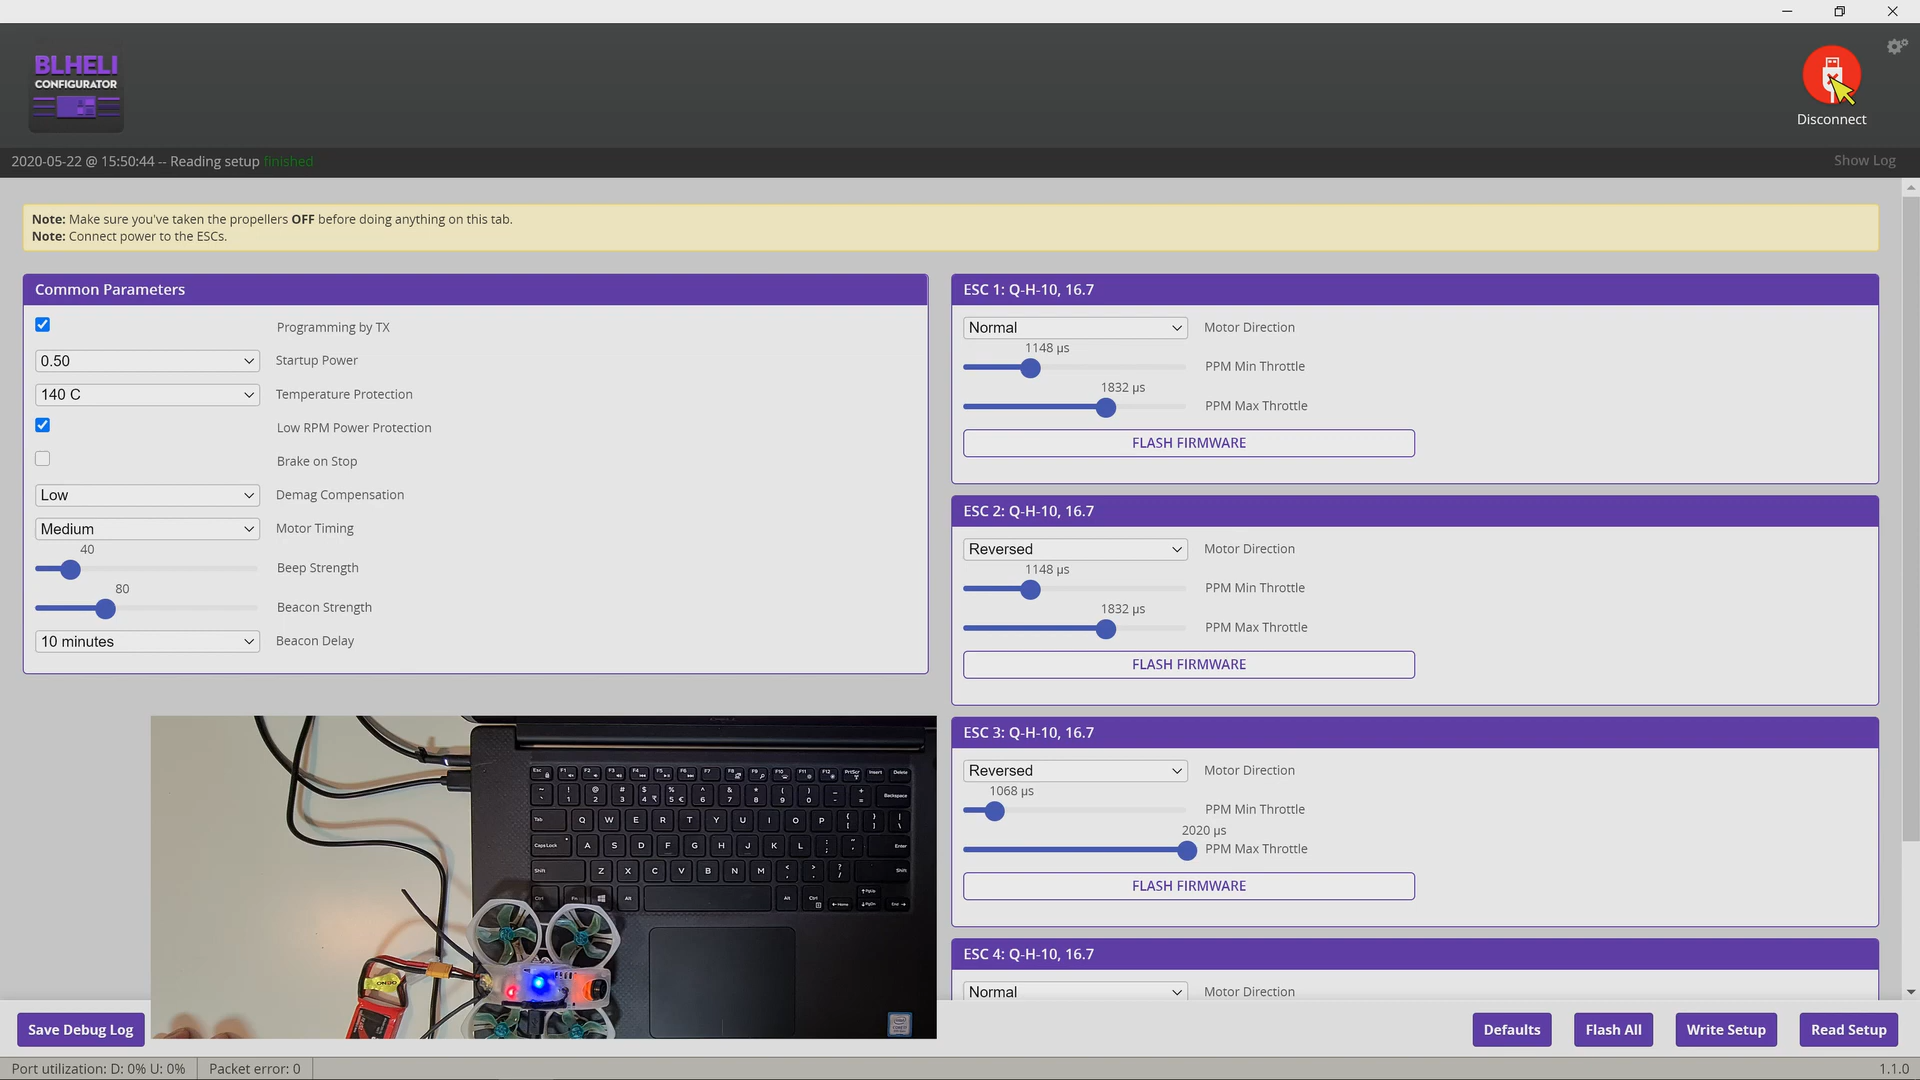 BLHELI
CONFIGURATOR
Disconnect
2020-05-22 @ 15:50:44 -- Reading setup finished
Show Log
Note: Make sure you've taken the propellers OFF before doing anything on this tab.
Note: Connect power to the ESCs.
Common Parameters
Programming by TX
0.50 Startup Power
140 C Temperature Protection
Low RPM Power Protection
Brake on Stop
Low Demag Compensation
Medium Motor Timing
40
Beep Strength
80
Beacon Strength
10 minutes Beacon Delay
ESC 1: Q-H-10, 16.7
Normal Motor Direction
1148 µs
PPM Min Throttle
1832 µs
PPM Max Throttle
FLASH FIRMWARE
ESC 2: Q-H-10, 16.7
Reversed Motor Direction
1148 µs
PPM Min Throttle
1832 µs
PPM Max Throttle
FLASH FIRMWARE
ESC 3: Q-H-10, 16.7
Reversed Motor Direction
1068 µs
PPM Min Throttle
2020 µs
PPM Max Throttle
FLASH FIRMWARE
ESC 4: Q-H-10, 16.7
Normal Motor Direction
Q W E R T Y U I O P
A S D F G H J K L
Z X C V B N M
Save Debug Log
Defaults Flash All Write Setup Read Setup
Port utilization: D: 0% U: 0% Packet error: 0 1.1.0